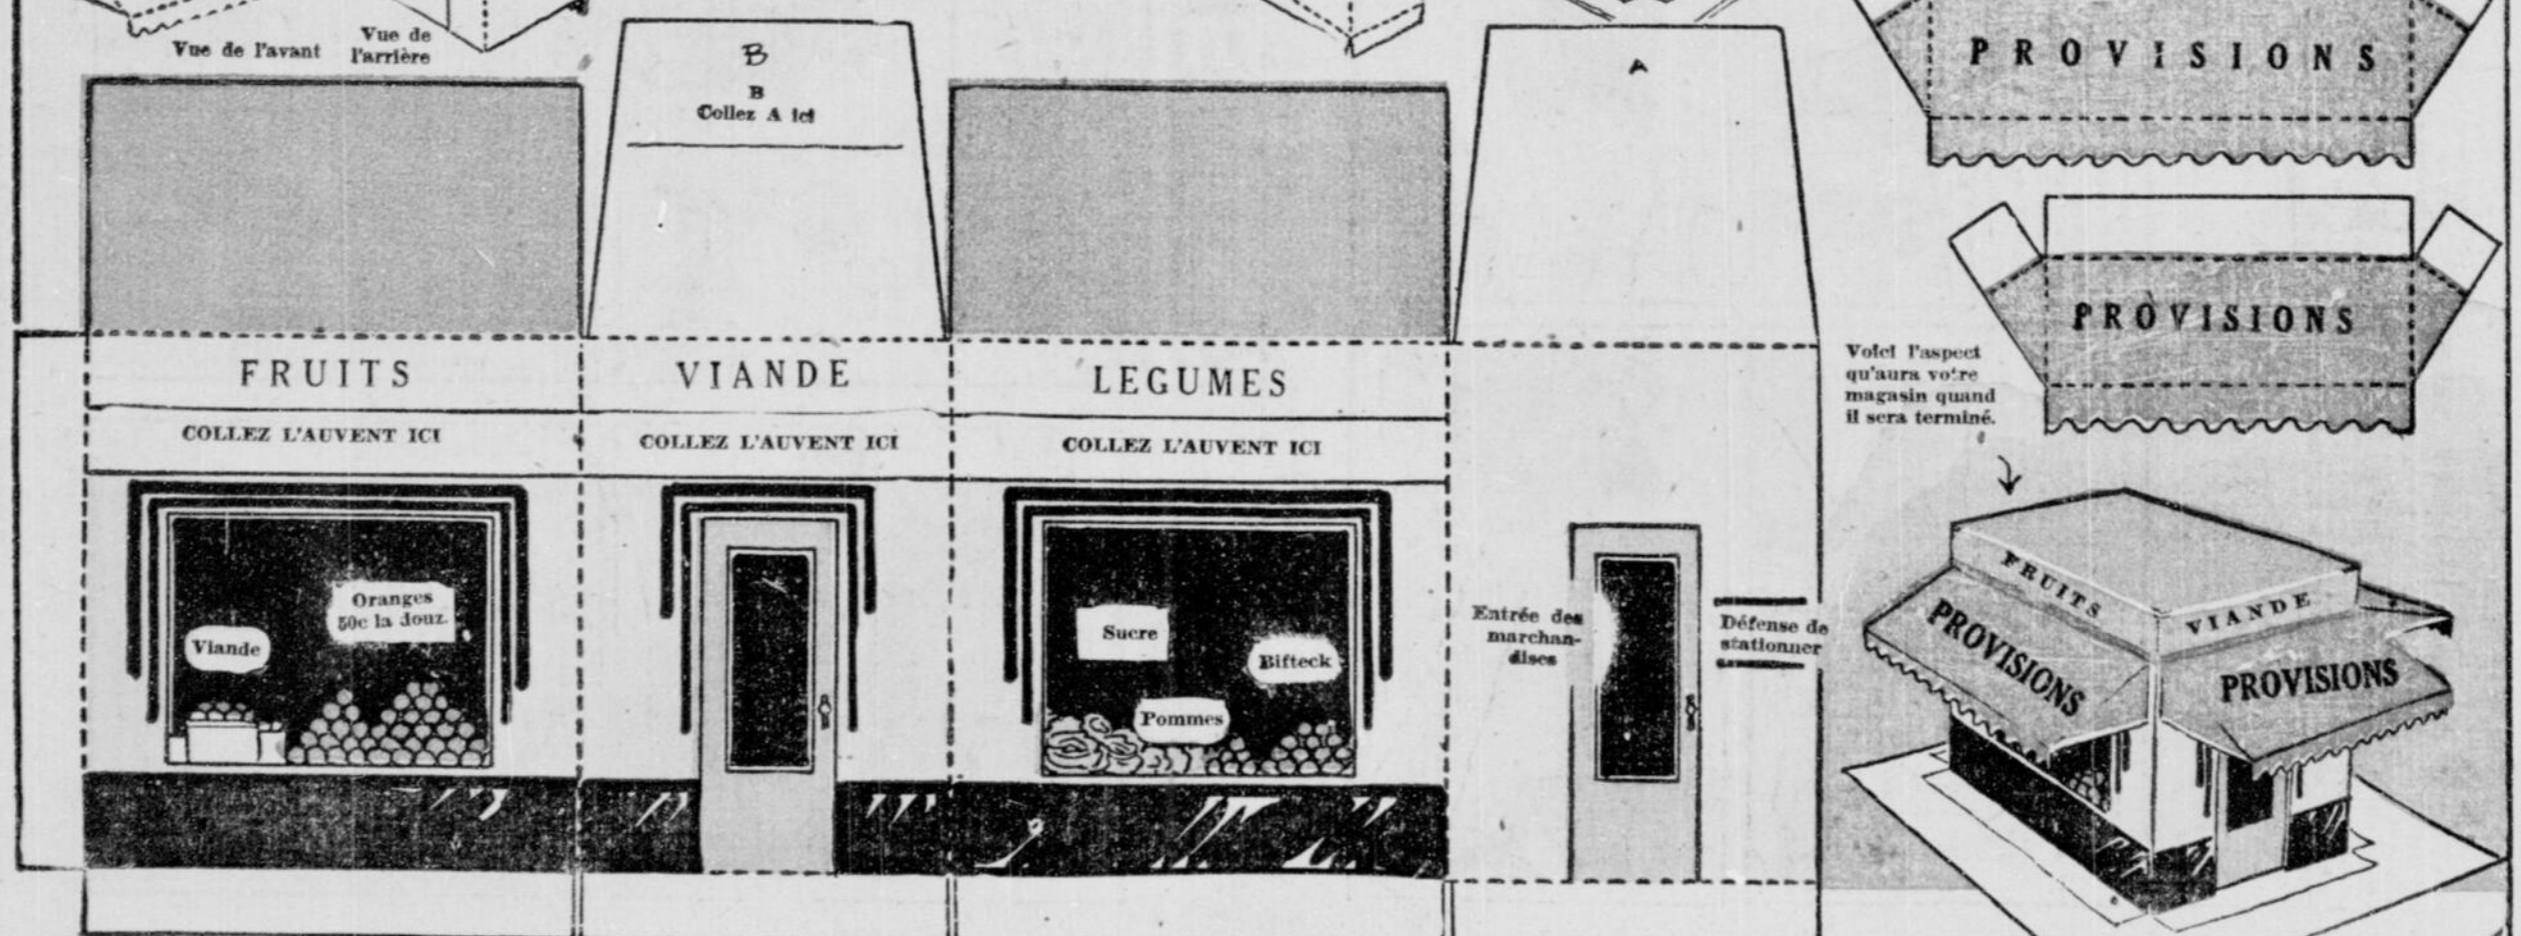 Vue de l'avant
Vue de
l'arrière
B
B
Collez A ici
A
PROVISIONS
PROVISIONS
Voici l'aspect
qu'aura votre
magasin quand
il sera terminé.
FRUITS
VIANDE
LEGUMES
COLLEZ L'AUVENT ICI
COLLEZ L'AUVENT ICI
COLLEZ L'AUVENT ICI
Viande
Oranges
50c la douz.
Sucre
Bifteck
Pommes
Entrée des
marchan-
dises
Défense de
stationner
FRUITS
VIANDE
PROVISIONS
PROVISIONS